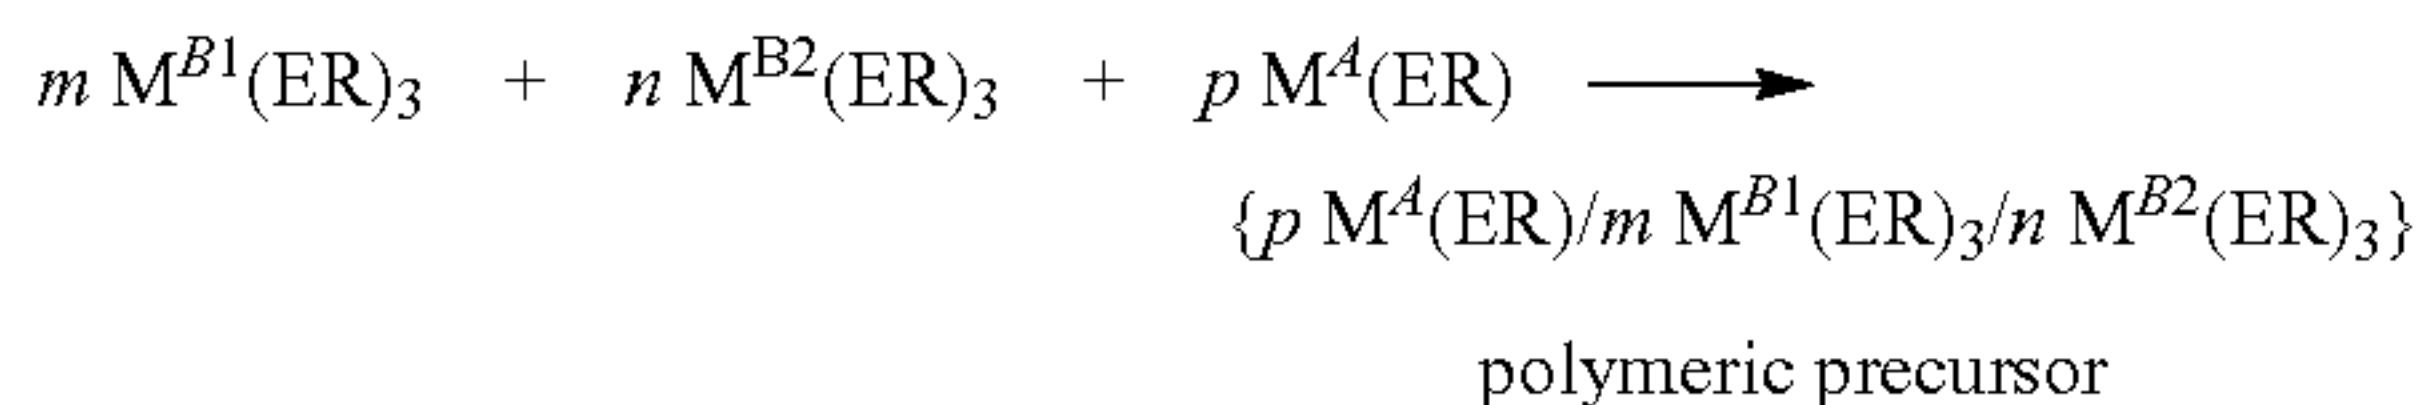 m M^{B1}(ER)_3 + n M^{B2}(ER)_3 + p M^A(ER) ⟶
{p M^A(ER)/m M^{B1}(ER)_3/n M^{B2}(ER)_3}
polymeric precursor